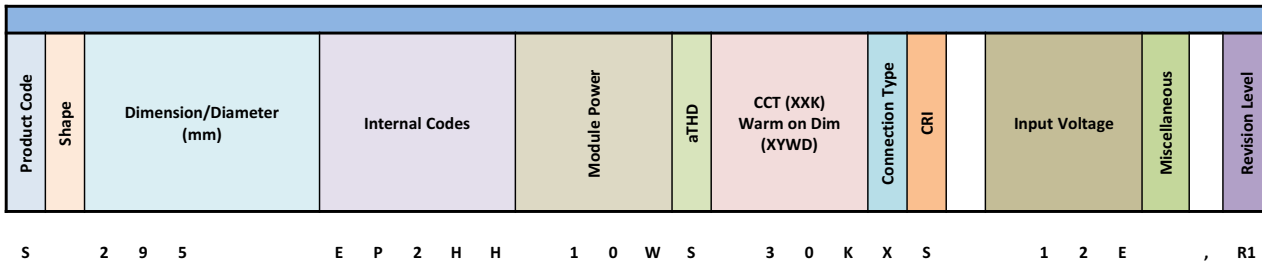 Product Code
Shape
Dimension/Diameter
(mm)
Internal Codes
Module Power
aTHD
CCT (XXK)
Warm on Dim
(XYWD)
Connection Type
CRI
Input Voltage
Miscellaneous
Revision Level
S 2 9 5 E P 2 H H 1 0 W S 3 0 K X S 1 2 E , R1